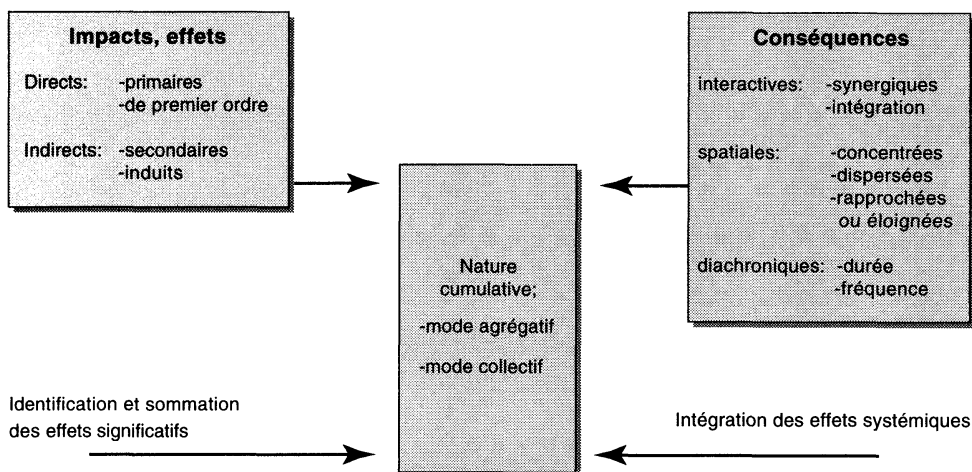 Impacts, effets
Directs: -primaires
-de premier ordre
Indirects: -secondaires
-induits
Conséquences
interactives: -synergiques
-intégration
spatiales: -concentrées
-dispersées
-rapprochées
ou éloignées
diachroniques: -durée
-fréquence
Nature
cumulative;
-mode agrégatif
-mode collectif
Identification et sommation
des effets significatifs
Intégration des effets systémiques